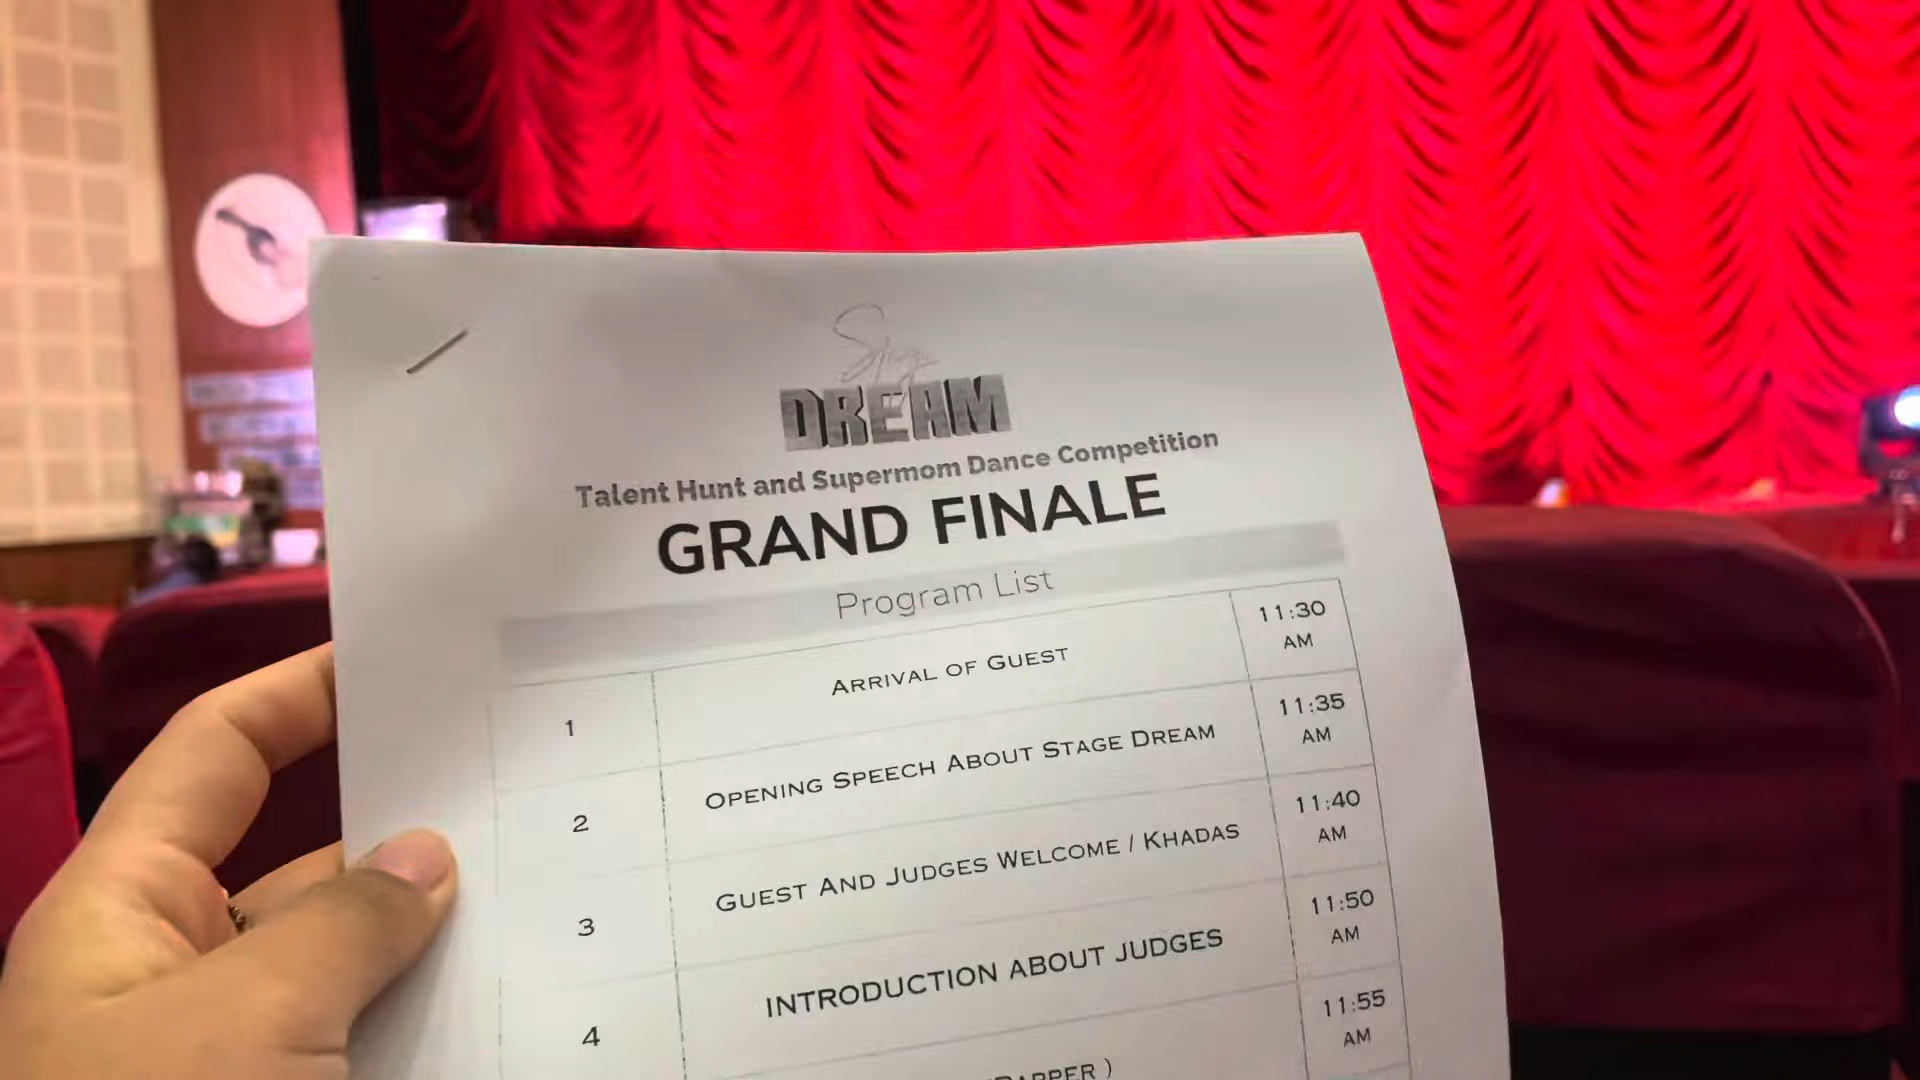 Stage
DREAM
Talent Hunt and Supermom Dance Competition
GRAND FINALE
Program List
1 ARRIVAL OF GUEST 11:30 AM
2 OPENING SPEECH ABOUT STAGE DREAM 11:35 AM
3 GUEST AND JUDGES WELCOME / KHADAS 11:40 AM
4 INTRODUCTION ABOUT JUDGES 11:50 AM
RAPPER ) 11:55 AM